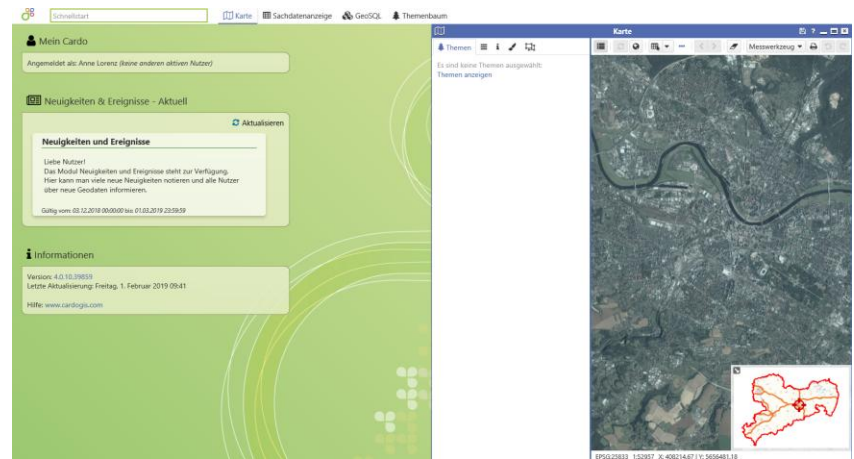 Schnellstart
Karte Sachdatenanzeige GeoSQL Themenbaum
Mein Cardo
Angemeldet als: Anne Lorenz (keine anderen aktiven Nutzer)
Neuigkeiten & Ereignisse - Aktuell
Aktualisieren
Neuigkeiten und Ereignisse
Liebe Nutzer!
Das Modul Neuigkeiten und Ereignisse steht zur Verfügung.
Hier kann man viele neue Neuigkeiten notieren und alle Nutzer
über neue Geodaten informieren.
Gültig vom: 03.12.2018 00:00:00 bis: 01.03.2019 23:59:59
Informationen
Version: 4.0.10.39859
Letzte Aktualisierung: Freitag, 1. Februar 2019 09:41
Hilfe: www.cardogis.com
Karte
Themen
Es sind keine Themen ausgewählt:
Themen anzeigen
Messwerkzeug
EPSG:25833 1:52957 X: 408214.67 | Y: 5656481.18